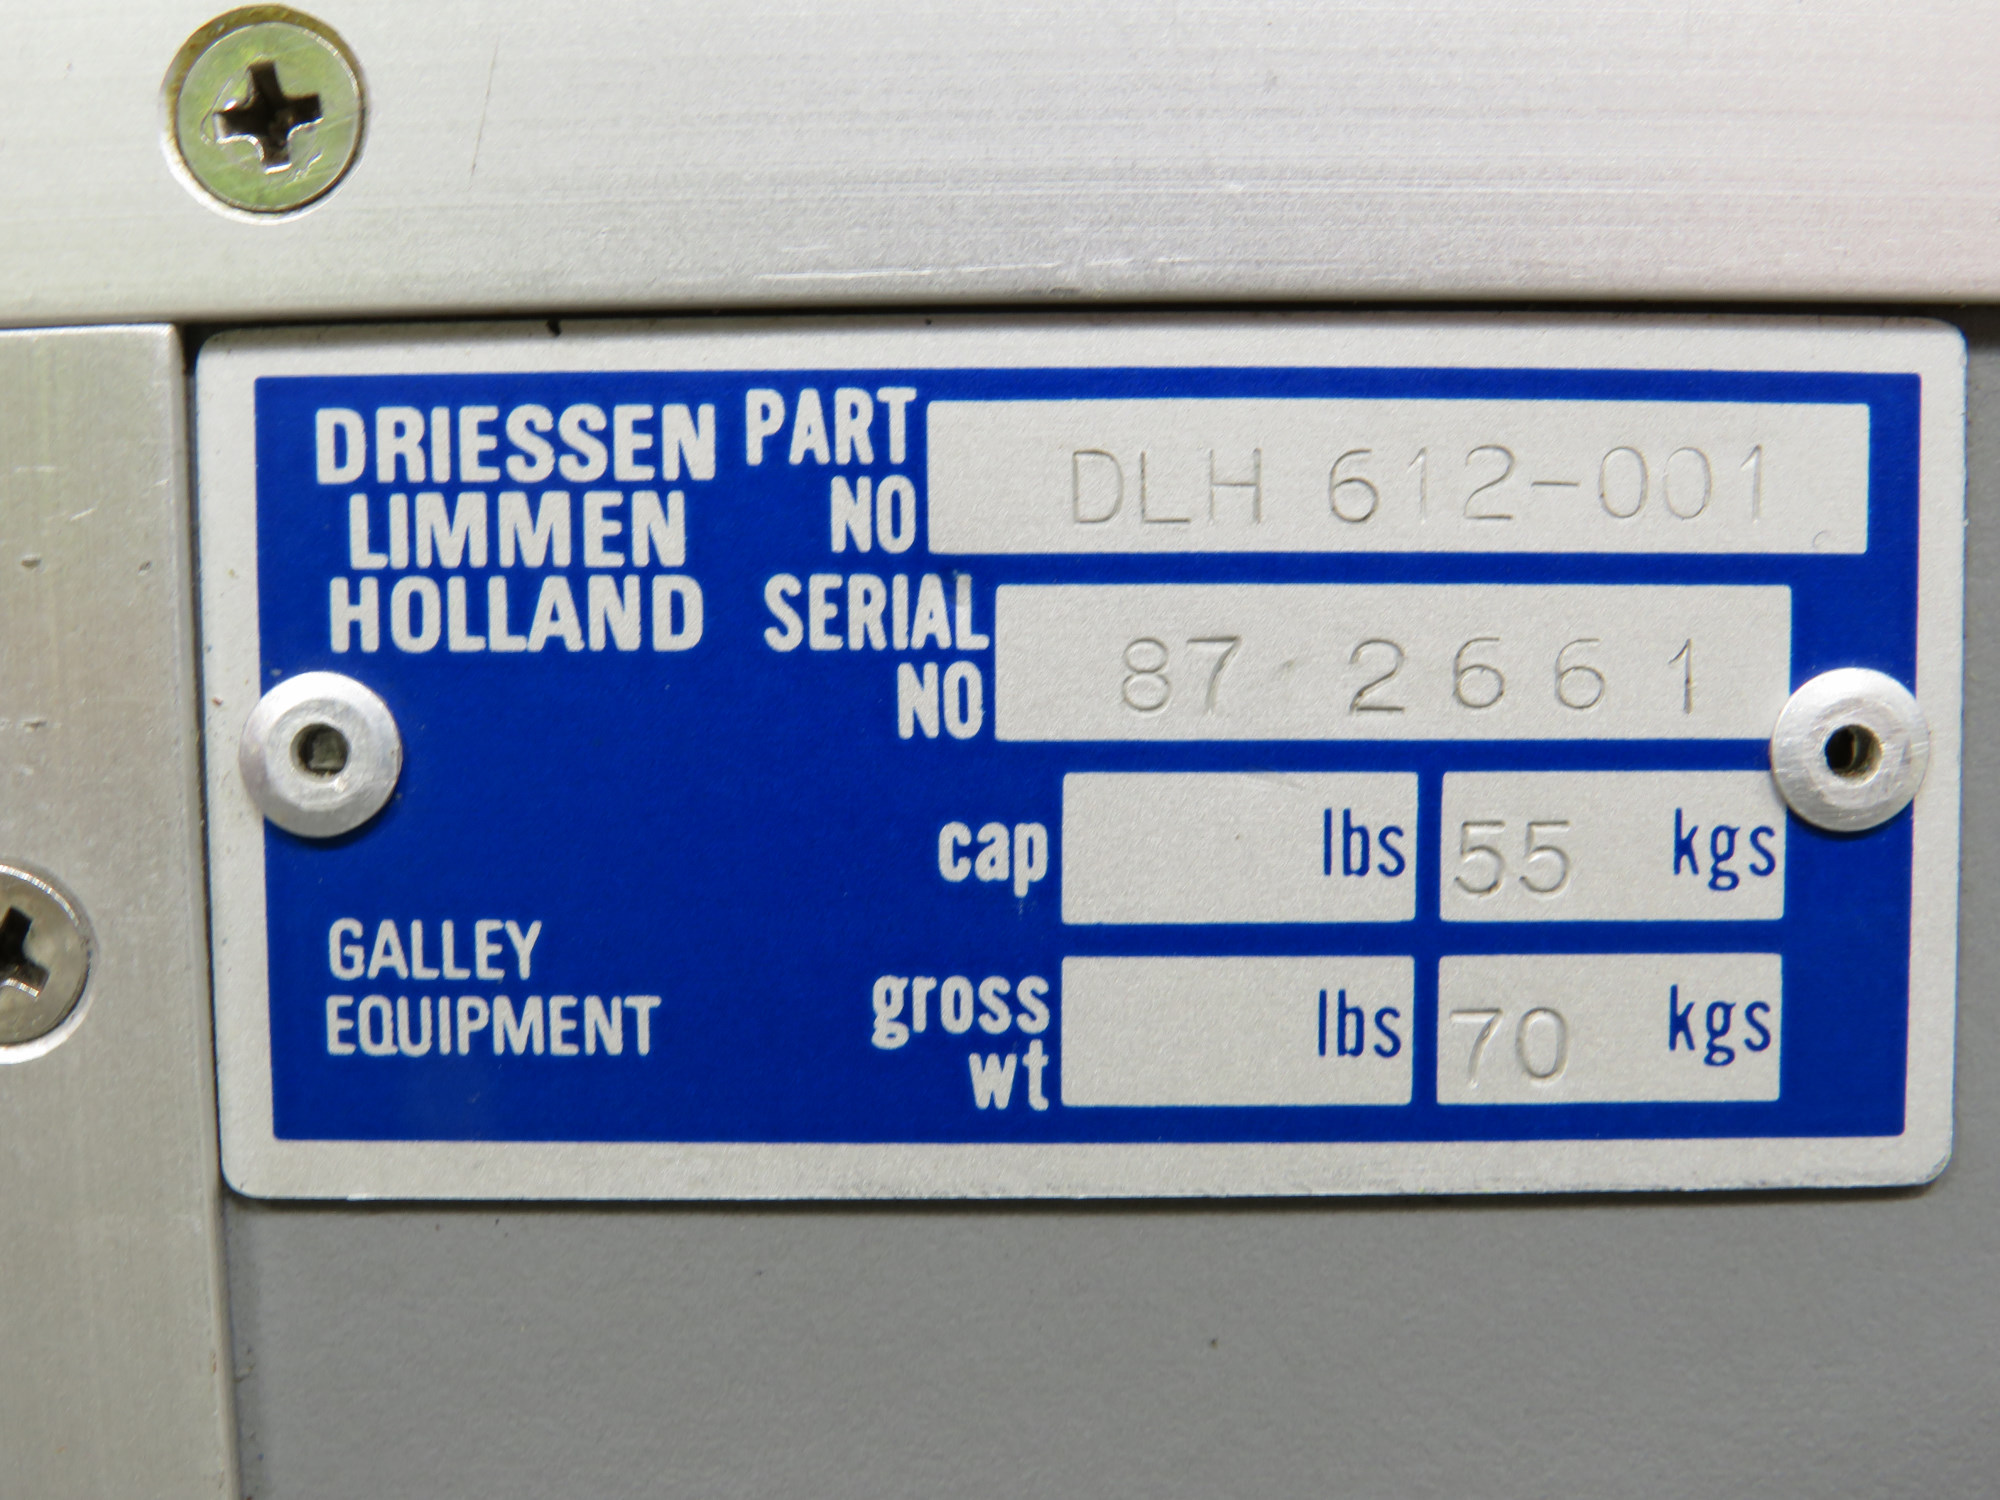 DRIESSEN
LIMMEN
HOLLAND
PART
NO
DLH 612-001
SERIAL
NO
87 2661
cap
lbs
55 kgs
GALLEY
EQUIPMENT
gross
wt
lbs
70 kgs